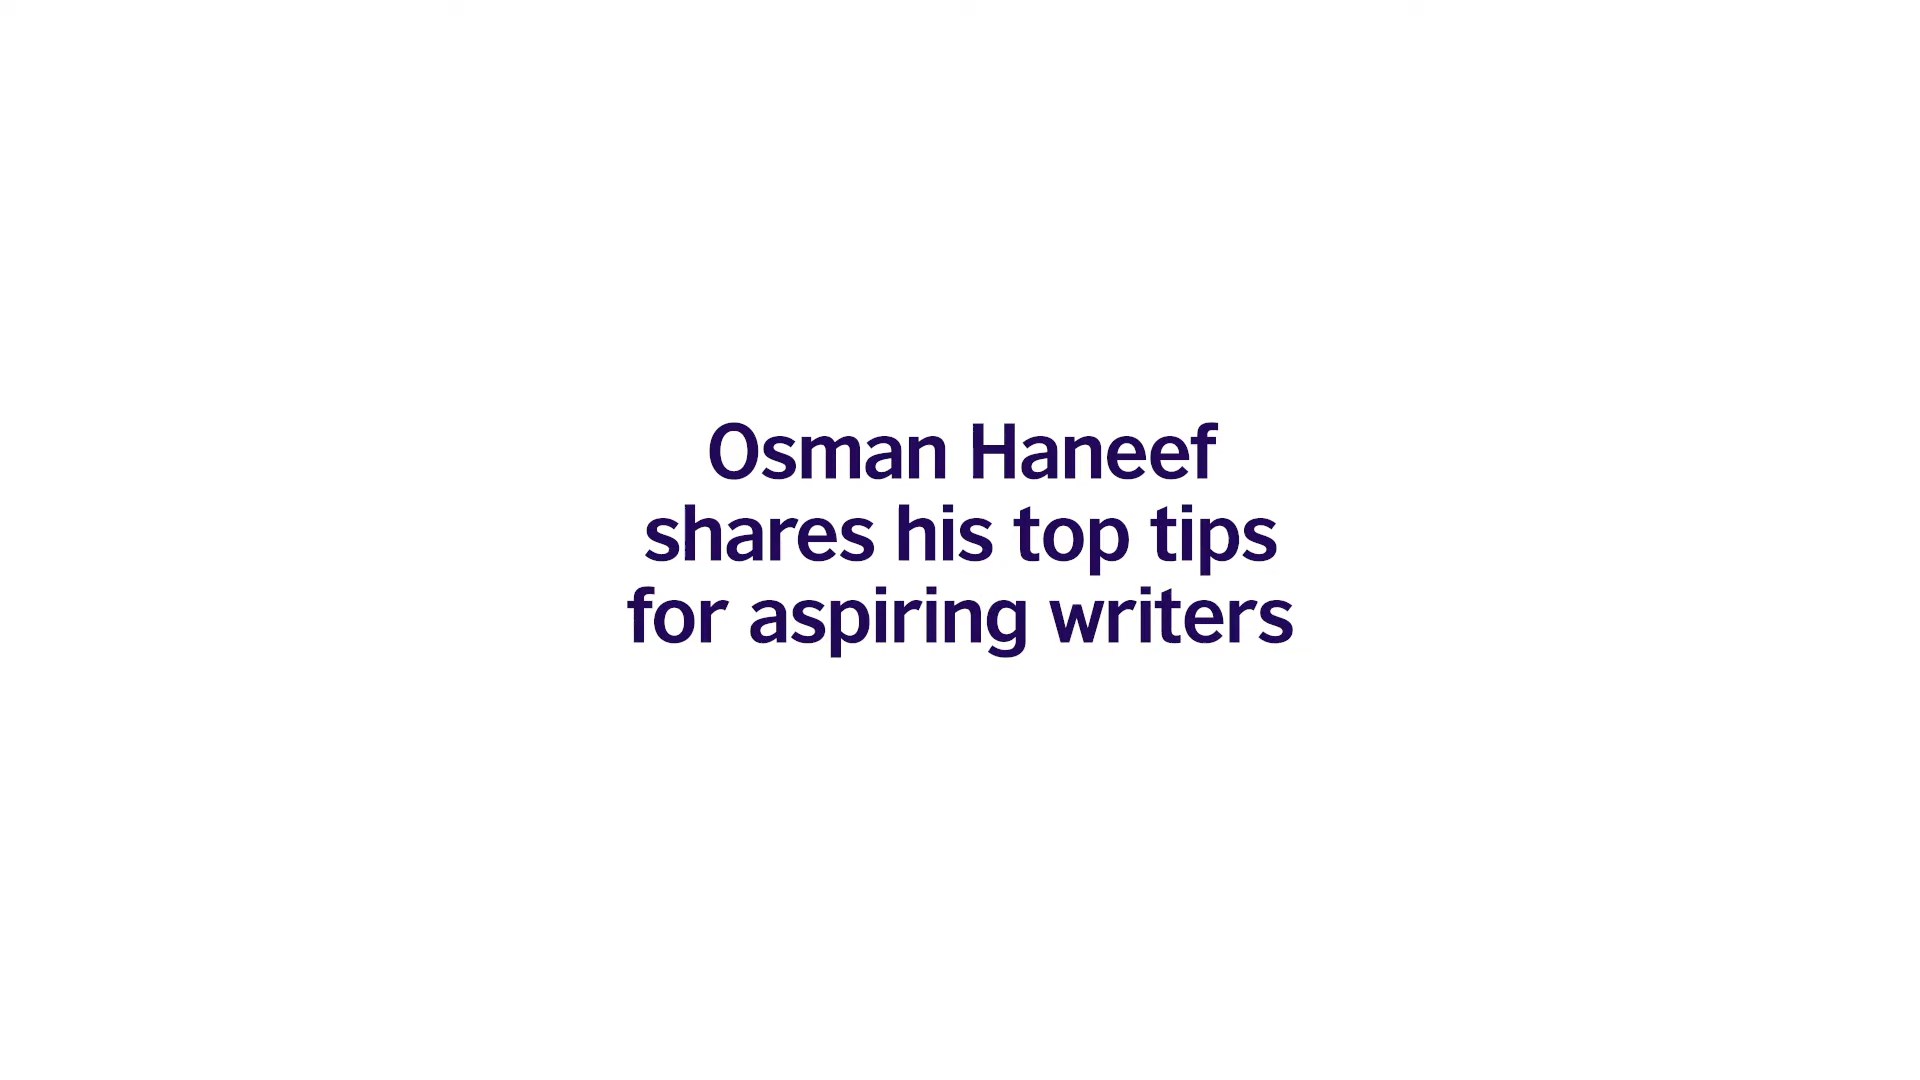 Osman Haneef
shares his top tips
for aspiring writers